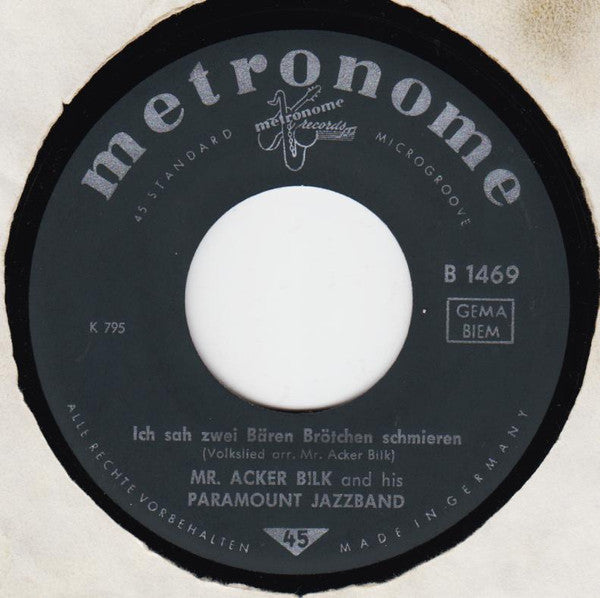 metronome
metronome
records
45 STANDARD
MICROGROOVE
B 1469
GEMA
BIEM
K 795
Ich sah zwei Bären Brötchen schmieren
(Volkslied arr. Mr. Acker Bilk)
MR. ACKER BILK and his
PARAMOUNT JAZZBAND
ALLE RECHTE VORBEHALTEN
45
MADE IN GERMANY